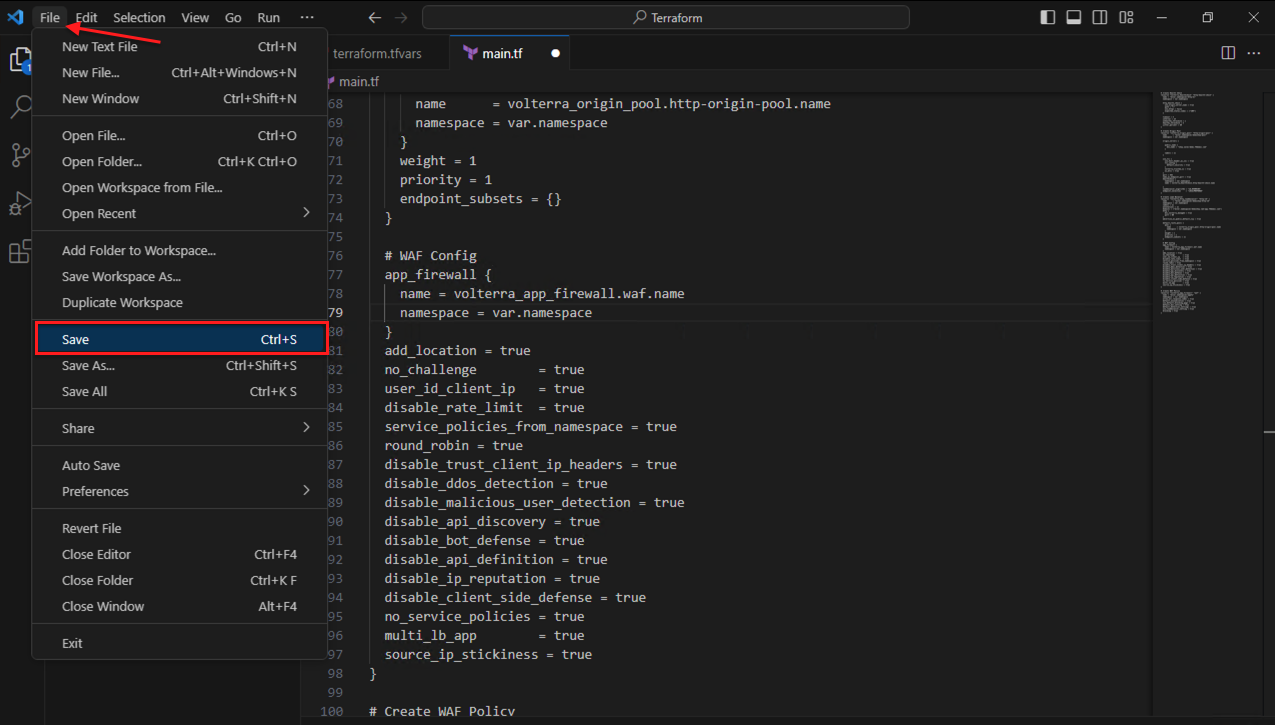 File Edit Selection View Go Run ··· Terraform
New Text File Ctrl+N
New File... Ctrl+Alt+Windows+N
New Window Ctrl+Shift+N
Open File... Ctrl+O
Open Folder... Ctrl+K Ctrl+O
Open Workspace from File...
Open Recent
Add Folder to Workspace...
Save Workspace As...
Duplicate Workspace
Save Ctrl+S
Save As... Ctrl+Shift+S
Save All Ctrl+K S
Share
Auto Save
Preferences
Revert File
Close Editor Ctrl+F4
Close Folder Ctrl+K F
Close Window Alt+F4
Exit
1
terraform.tfvars main.tf
main.tf
68 name = volterra_origin_pool.http-origin-pool.name
69 namespace = var.namespace
70 }
71 weight = 1
72 priority = 1
73 endpoint_subsets = {}
74 }
75
76 # WAF Config
77 app_firewall {
78 name = volterra_app_firewall.waf.name
79 namespace = var.namespace
80 }
81 add_location = true
82 no_challenge = true
83 user_id_client_ip = true
84 disable_rate_limit = true
85 service_policies_from_namespace = true
86 round_robin = true
87 disable_trust_client_ip_headers = true
88 disable_ddos_detection = true
89 disable_malicious_user_detection = true
90 disable_api_discovery = true
91 disable_bot_defense = true
92 disable_api_definition = true
93 disable_ip_reputation = true
94 disable_client_side_defense = true
95 no_service_policies = true
96 multi_lb_app = true
97 source_ip_stickiness = true
98 }
99
100 # Create WAF Policy